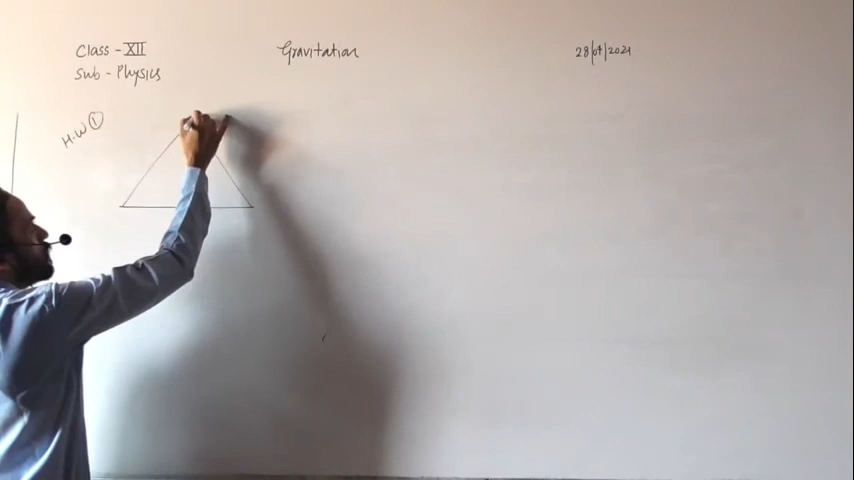 Class - XII
Gravitation
28/04/2021
Sub - Physics
H.W ①